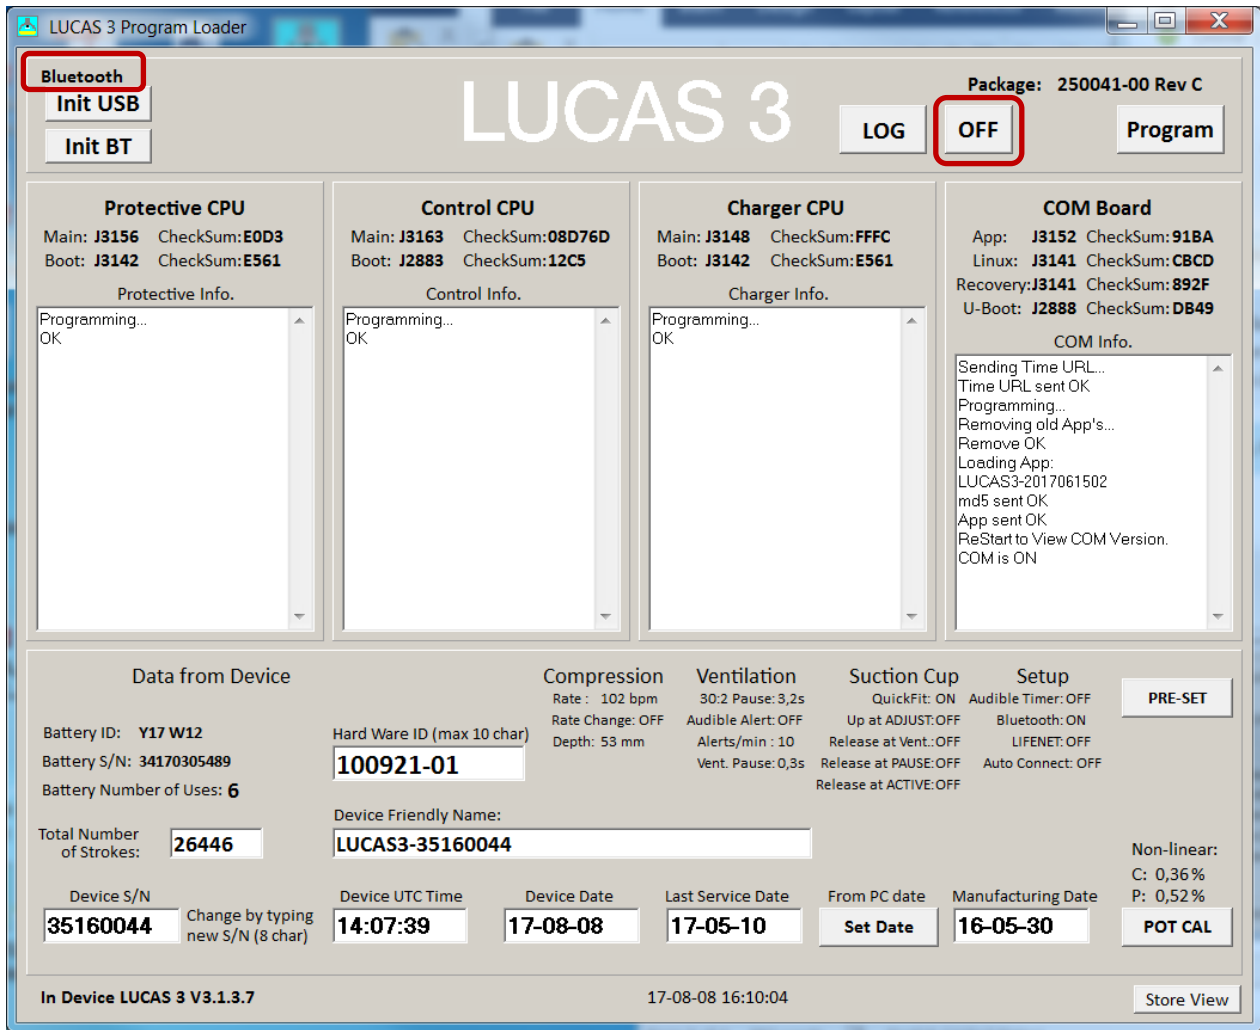 LUCAS 3 Program Loader
Bluetooth
Init USB
Init BT
LUCAS 3
Package: 250041-00 Rev C
LOG
OFF
Program
Protective CPU
Main: J3156 CheckSum:E0D3
Boot: J3142 CheckSum:E561
Protective Info.
Programming...
OK
Control CPU
Main: J3163 CheckSum:08D76D
Boot: J2883 CheckSum:12C5
Control Info.
Programming...
OK
Charger CPU
Main: J3148 CheckSum:FFFC
Boot: J3142 CheckSum:E561
Charger Info.
Programming...
OK
COM Board
App: J3152 CheckSum:91BA
Linux: J3141 CheckSum:CBCD
Recovery:J3141 CheckSum:892F
U-Boot: J2888 CheckSum:DB49
COM Info.
Sending Time URL...
Time URL sent OK
Programming...
Removing old App's...
Remove OK
Loading App:
LUCAS3-2017061502
md5 sent OK
App sent OK
ReStart to View COM Version.
COM is ON
Data from Device
Battery ID: Y17 W12
Battery S/N: 34170305489
Battery Number of Uses: 6
Total Number
of Strokes:
26446
Hard Ware ID (max 10 char)
100921-01
Device Friendly Name:
LUCAS3-35160044
Compression
Rate : 102 bpm
Rate Change: OFF
Depth: 53 mm
Ventilation
30:2 Pause:3,2s
Audible Alert: OFF
Alerts/min : 10
Vent. Pause:0,3s
Suction Cup
QuickFit: ON
Up at ADJUST:OFF
Release at Vent.:OFF
Release at PAUSE:OFF
Release at ACTIVE:OFF
Setup
Audible Timer: OFF
Bluetooth: ON
LIFENET: OFF
Auto Connect: OFF
PRE-SET
Non-linear:
C: 0,36%
P: 0,52%
POT CAL
Device S/N
35160044
Change by typing
new S/N (8 char)
Device UTC Time
14:07:39
Device Date
17-08-08
Last Service Date
17-05-10
From PC date
Set Date
Manufacturing Date
16-05-30
In Device LUCAS 3 V3.1.3.7
17-08-08 16:10:04
Store View